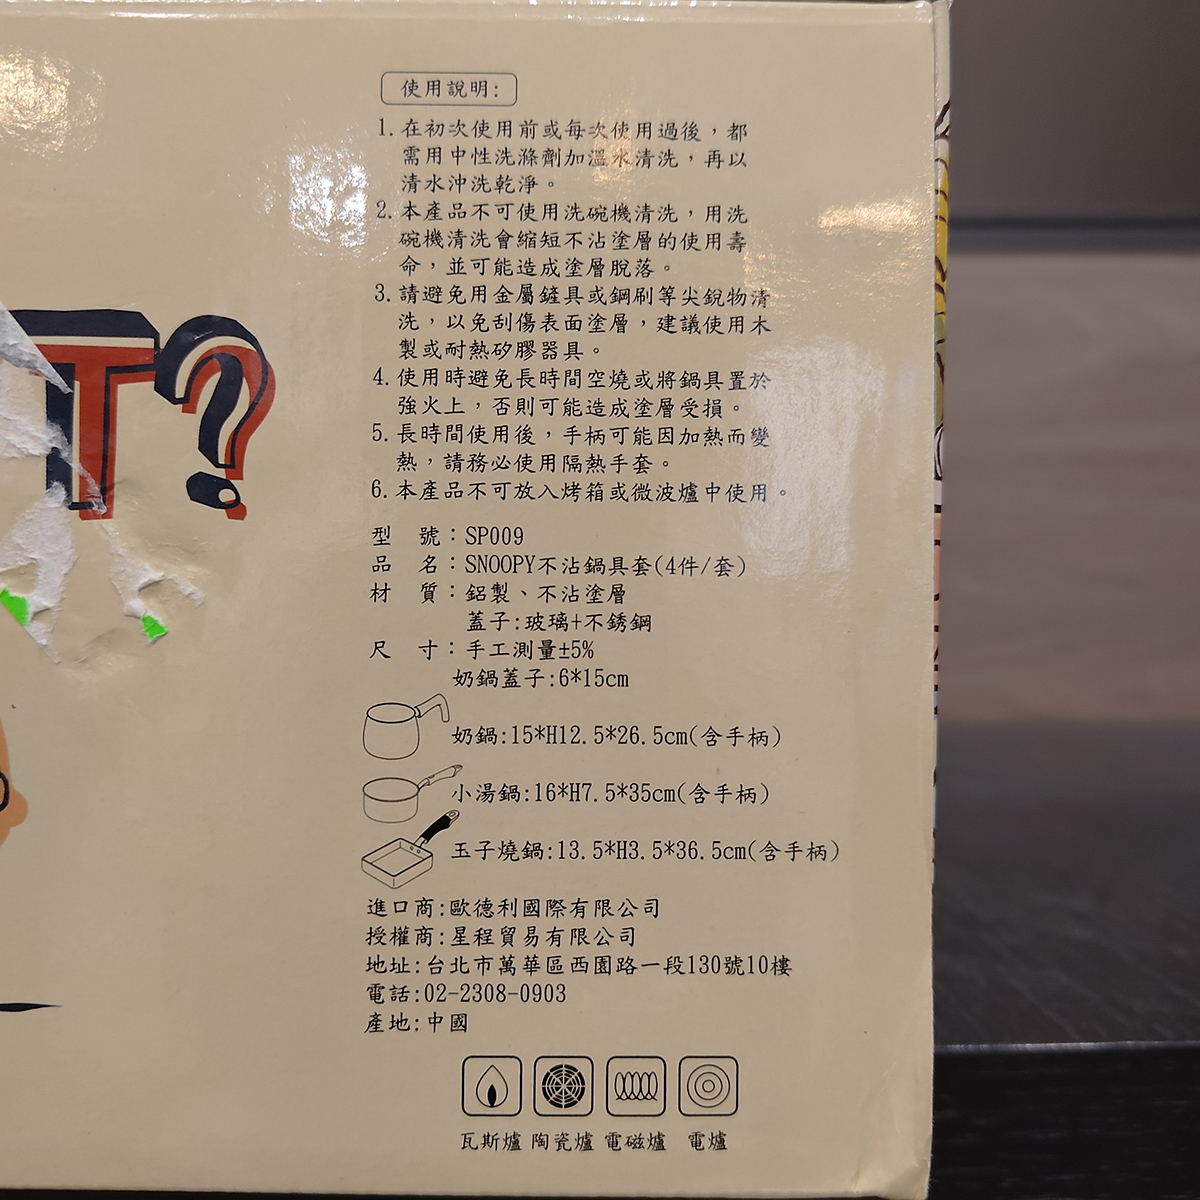 T?
使用說明:
1.在初次使用前或每次使用過後，都
需用中性洗滌劑加溫水清洗，再以
清水沖洗乾淨。
2.本產品不可使用洗碗機清洗，用洗
碗機清洗會縮短不沾塗層的使用壽
命，並可能造成塗層脫落。
3.請避免用金屬鏟具或鋼刷等尖銳物清
洗，以免刮傷表面塗層，建議使用木
製或耐熱矽膠器具。
4.使用時避免長時間空燒或將鍋具置於
強火上，否則可能造成塗層受損。
5.長時間使用後，手柄可能因加熱而變
熱，請務必使用隔熱手套。
6.本產品不可放入烤箱或微波爐中使用。
型 號：SP009
品 名：SNOOPY不沾鍋具套(4件/套)
材 質：鋁製、不沾塗層
蓋子:玻璃+不銹鋼
尺 寸：手工測量±5%
奶鍋蓋子:6*15cm
奶鍋:15*H12.5*26.5cm(含手柄)
小湯鍋:16*H7.5*35cm(含手柄)
玉子燒鍋:13.5*H3.5*36.5cm(含手柄)
進口商:歐德利國際有限公司
授權商:星程貿易有限公司
地址:台北市萬華區西園路一段130號10樓
電話:02-2308-0903
產地:中國
瓦斯爐 陶瓷爐 電磁爐 電爐